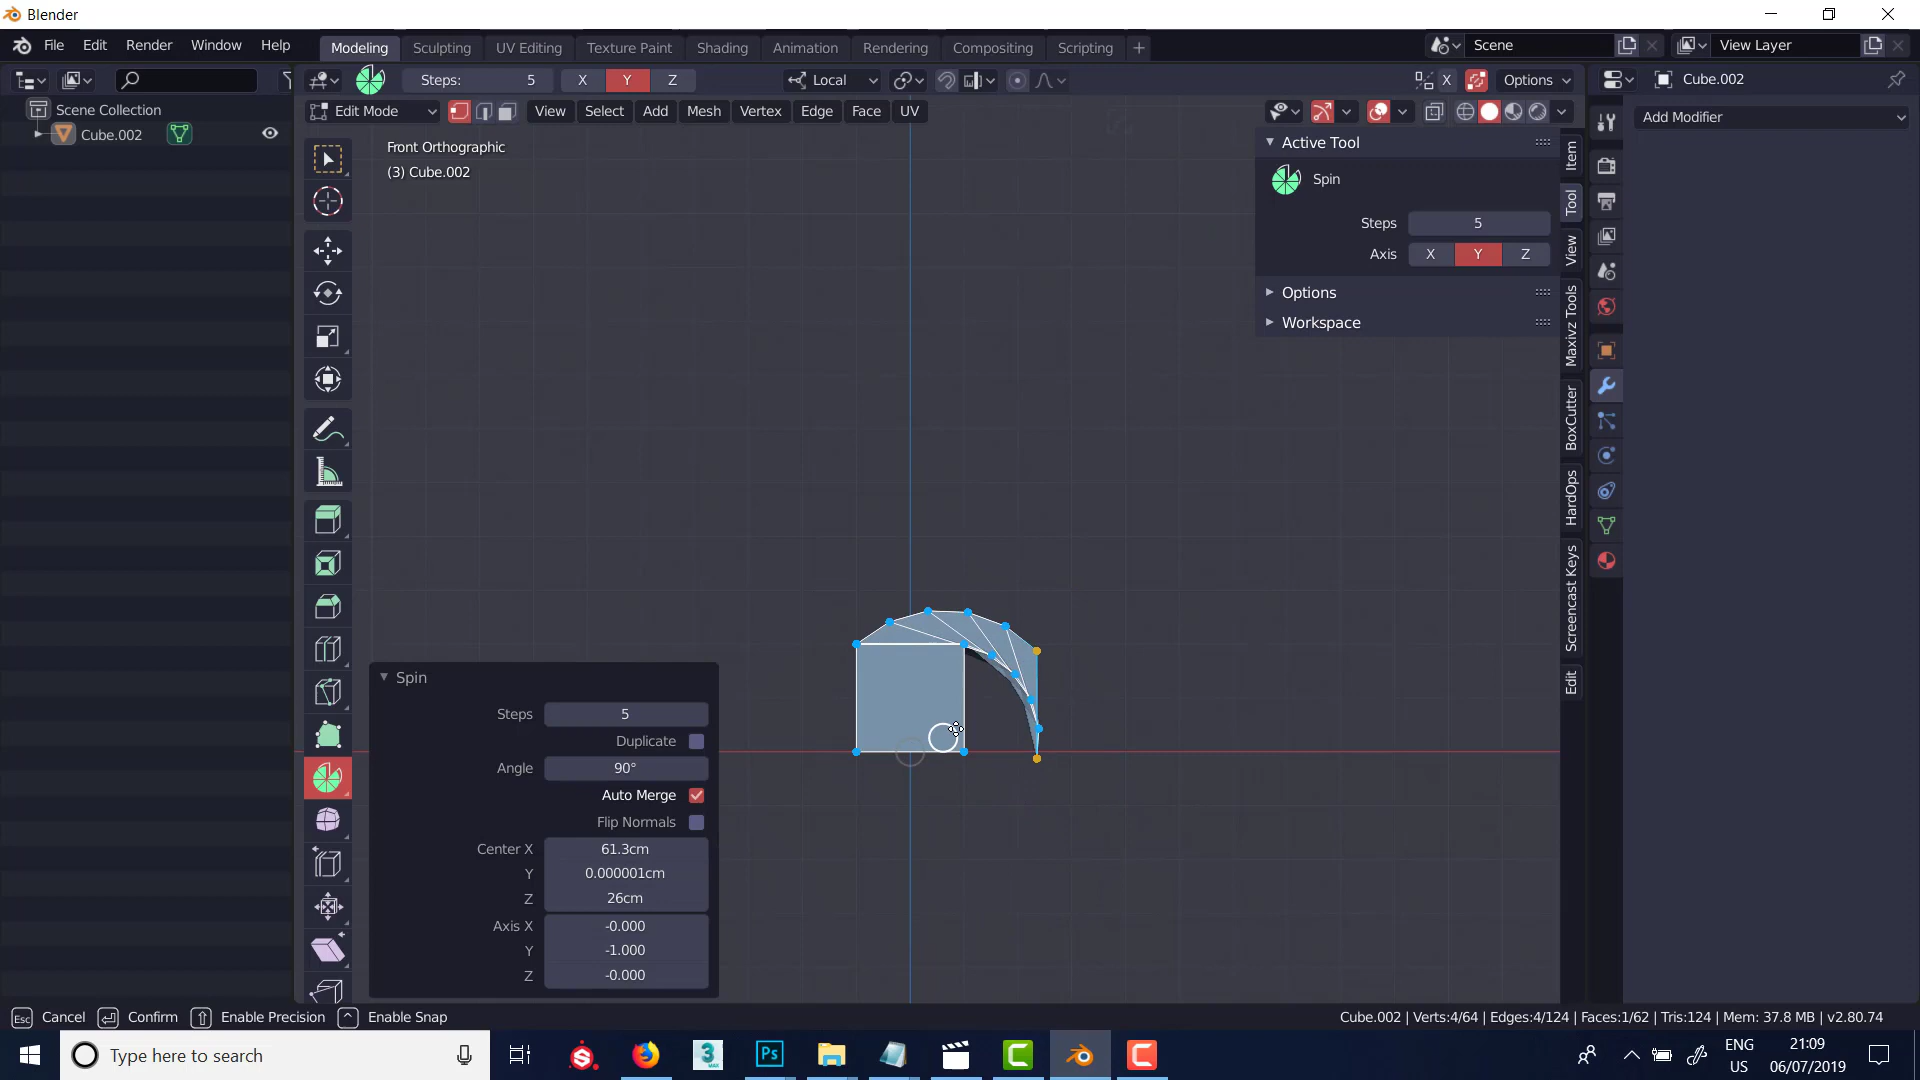 Blender
File Edit Render Window Help
Modeling Sculpting UV Editing Texture Paint Shading Animation Rendering Compositing Scripting +
Scene
View Layer
Steps: 5 X Y Z
Local
X
Options
Cube.002
Scene Collection
Cube.002
Edit Mode
View Select Add Mesh Vertex Edge Face UV
Add Modifier
Front Orthographic
(3) Cube.002
Active Tool
Spin
Steps 5
Axis X Y Z
Options
Workspace
Item
Tool
View
Maxivz Tools
BoxCutter
HardOps
Screencast Keys
Edit
Spin
Steps 5
Duplicate
Angle 90°
Auto Merge
Flip Normals
Center X 61.3cm
Y 0.000001cm
Z 26cm
Axis X -0.000
Y -1.000
Z -0.000
Esc Cancel Confirm Enable Precision Enable Snap
Cube.002 | Verts:4/64 | Edges:4/124 | Faces:1/62 | Tris:124 | Mem: 37.8 MB | v2.80.74
Type here to search
S
3
MAX
Ps
C
C
ENG
US
21:09
06/07/2019